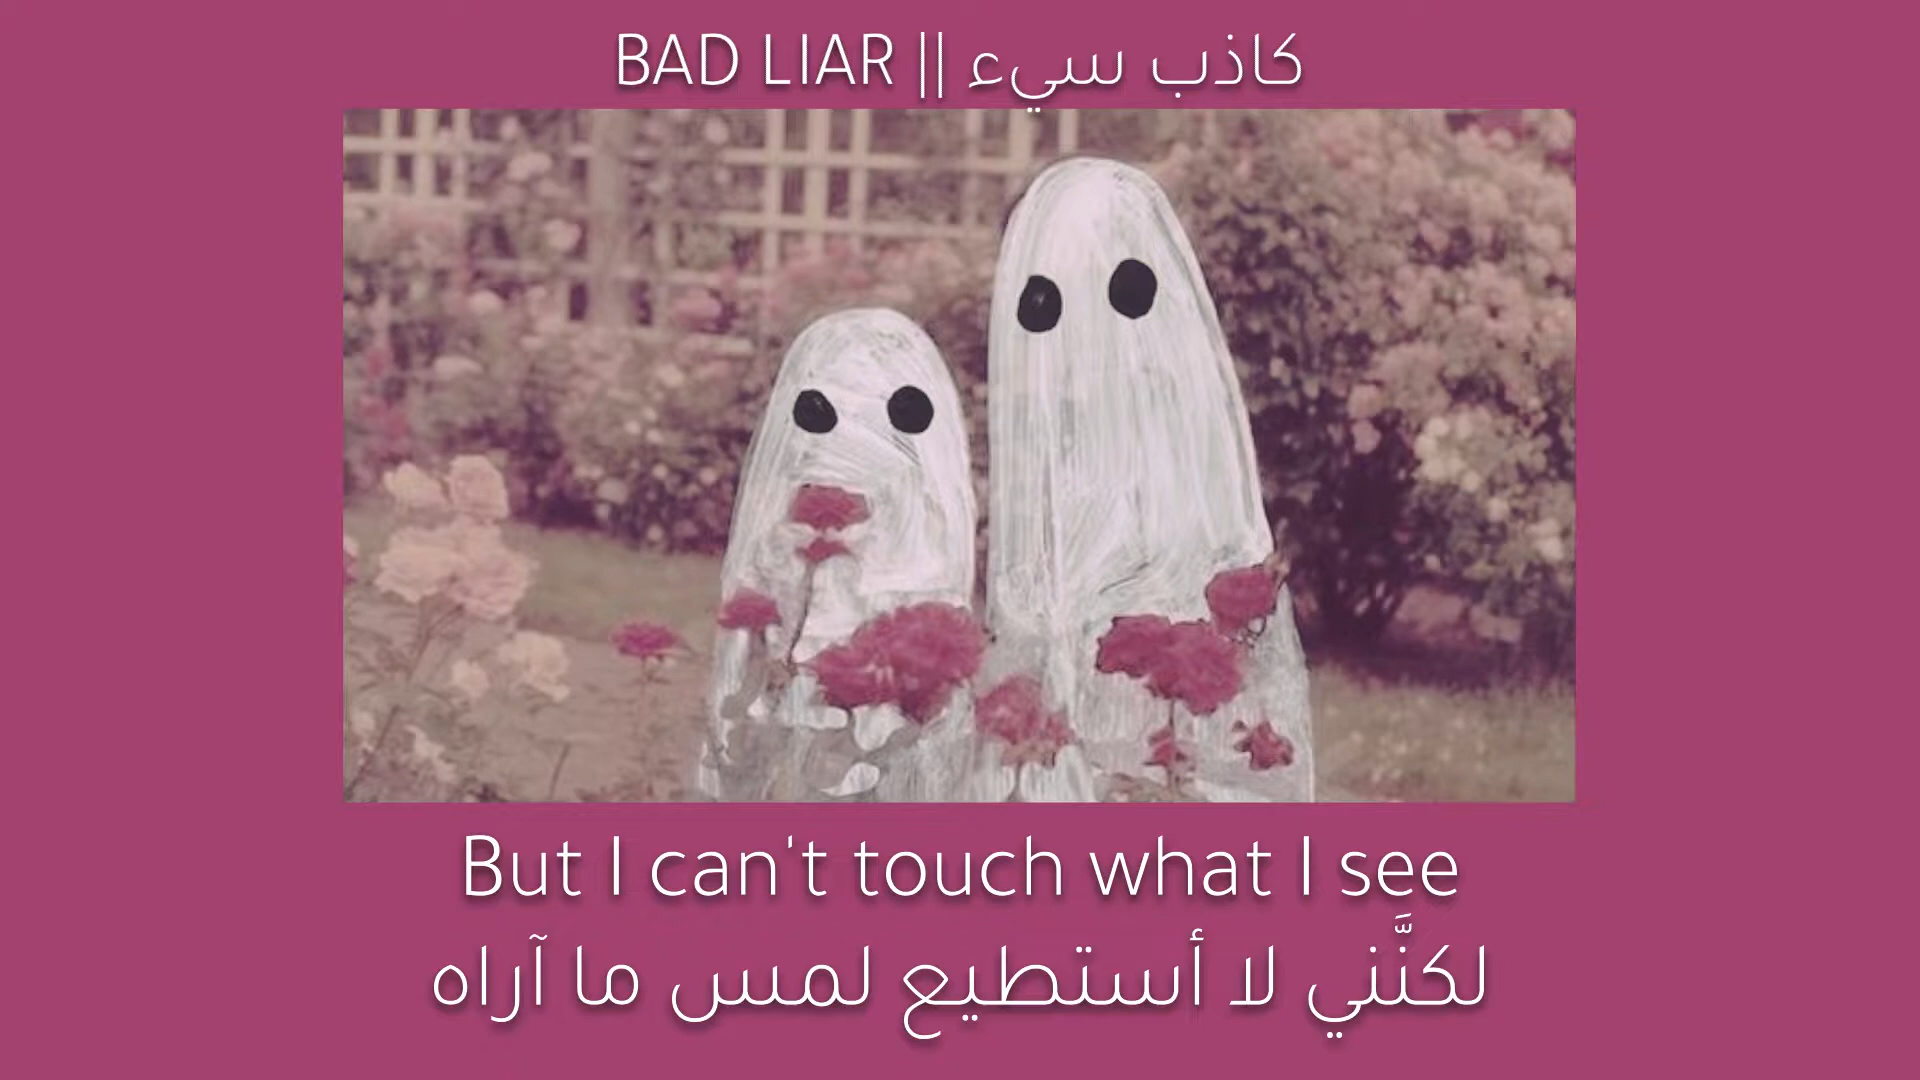 BAD LIAR || كاذب سيء
But I can't touch what I see
لكنَّني لا أستطيع لمس ما آراه